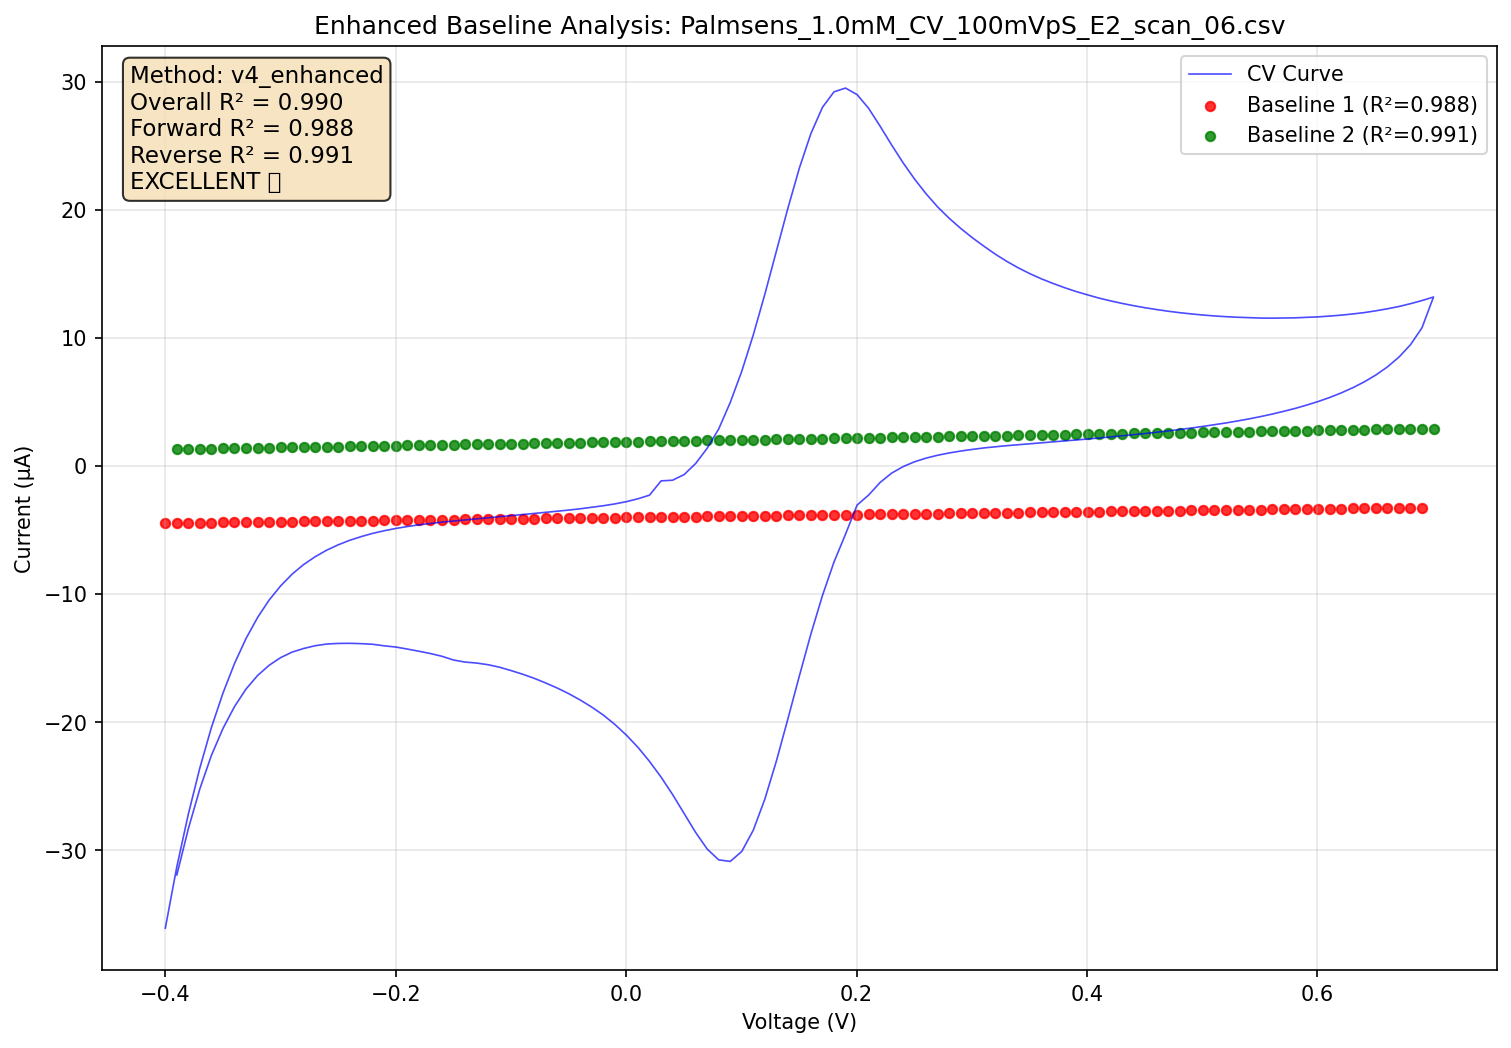 Enhanced Baseline Analysis: Palmsens_1.0mM_CV_100mVpS_E2_scan_06.csv
Method: v4_enhanced
Overall R² = 0.990
Forward R² = 0.988
Reverse R² = 0.991
EXCELLENT
CV Curve
Baseline 1 (R²=0.988)
Baseline 2 (R²=0.991)
Current (µA)
30
20
10
0
−10
−20
−30
−0.4
−0.2
0.0
0.2
0.4
0.6
Voltage (V)